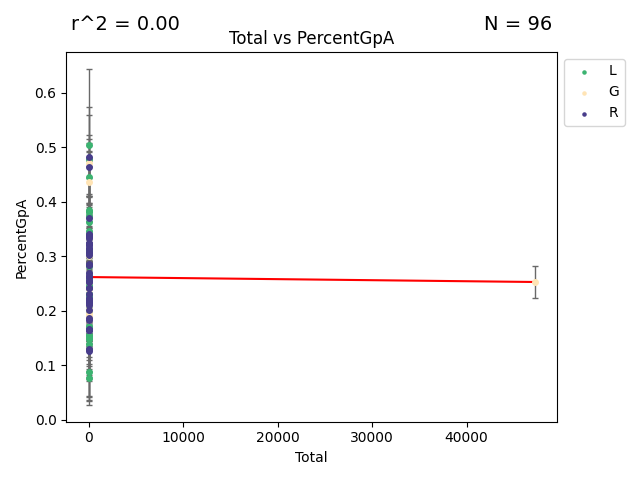 r^2 = 0.00
N = 96
Total vs PercentGpA
L
G
R
PercentGpA
0.6
0.5
0.4
0.3
0.2
0.1
0.0
0
10000
20000
30000
40000
Total